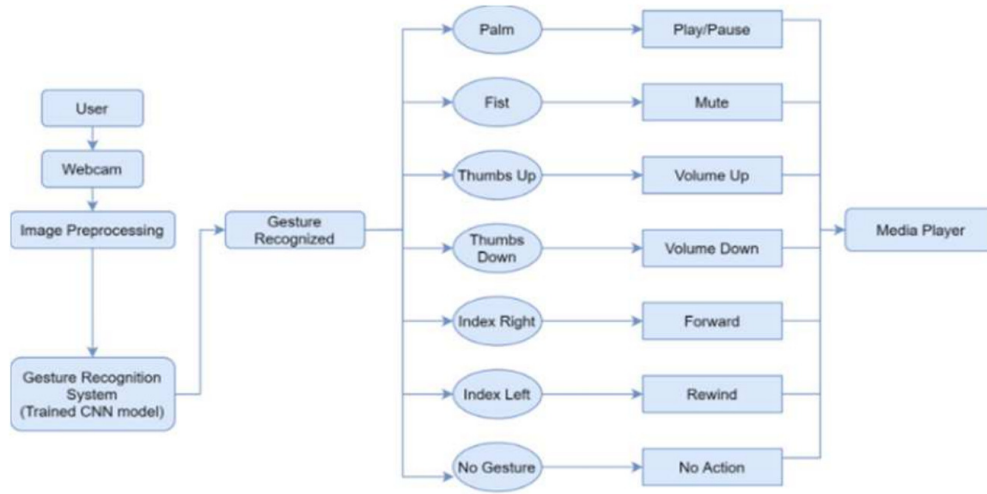 User
Webcam
Image Preprocessing
Gesture Recognition
System
(Trained CNN model)
Gesture
Recognized
Palm
Play/Pause
Fist
Mute
Thumbs Up
Volume Up
Thumbs
Down
Volume Down
Index Right
Forward
Index Left
Rewind
No Gesture
No Action
Media Player